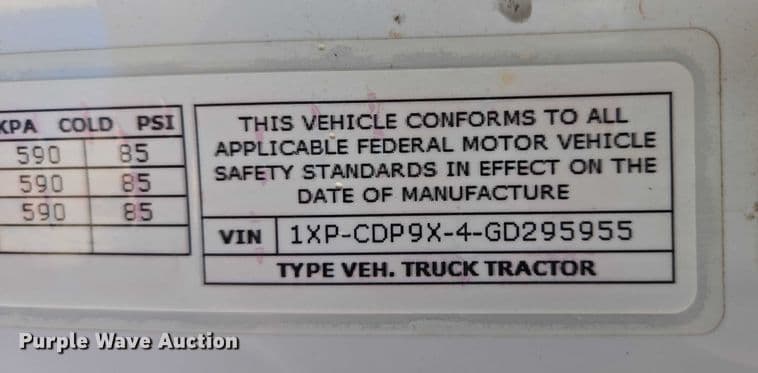 KPA COLD PSI
590 85
590 85
590 85
THIS VEHICLE CONFORMS TO ALL
APPLICABLE FEDERAL MOTOR VEHICLE
SAFETY STANDARDS IN EFFECT ON THE
DATE OF MANUFACTURE
VIN 1XP-CDP9X-4-GD295955
TYPE VEH. TRUCK TRACTOR
Purple Wave Auction